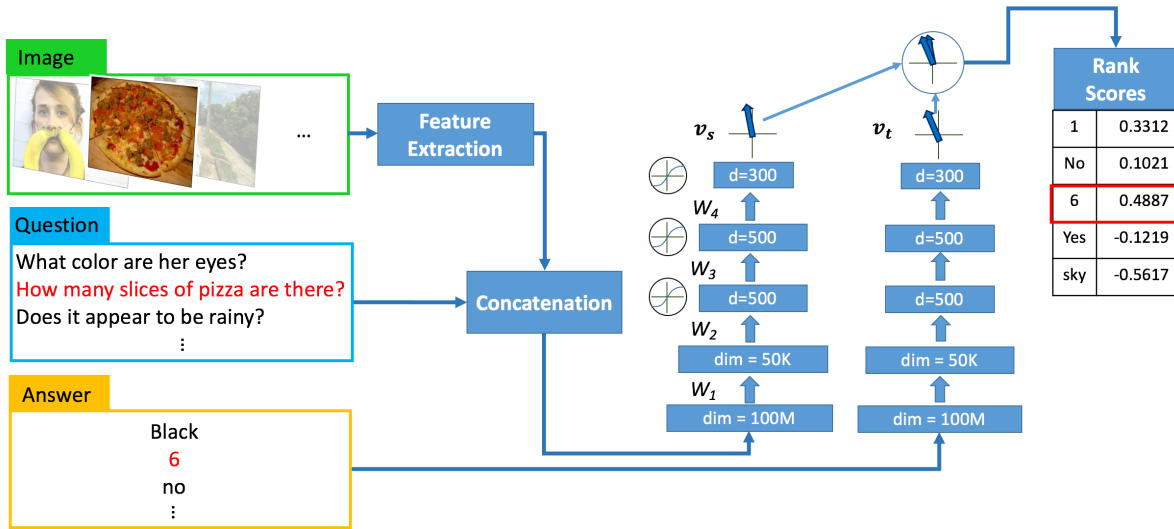 Image
...
Feature
Extraction
Question
What color are her eyes?
How many slices of pizza are there?
Does it appear to be rainy?
⋮
Concatenation
Answer
Black
6
no
⋮
v_s
d=300
W_4
d=500
W_3
d=500
W_2
dim = 50K
W_1
dim = 100M
v_t
d=300
d=500
d=500
dim = 50K
dim = 100M
Rank
Scores
1 0.3312
No 0.1021
6 0.4887
Yes -0.1219
sky -0.5617